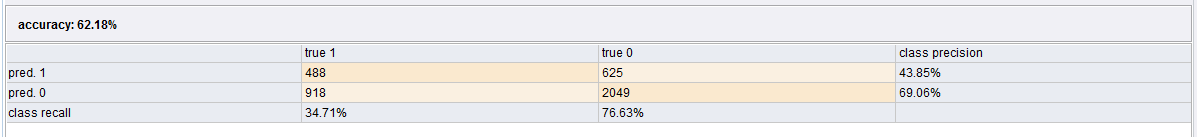 accuracy: 62.18%
true 1 true 0 class precision
pred. 1 488 625 43.85%
pred. 0 918 2049 69.06%
class recall 34.71% 76.63%